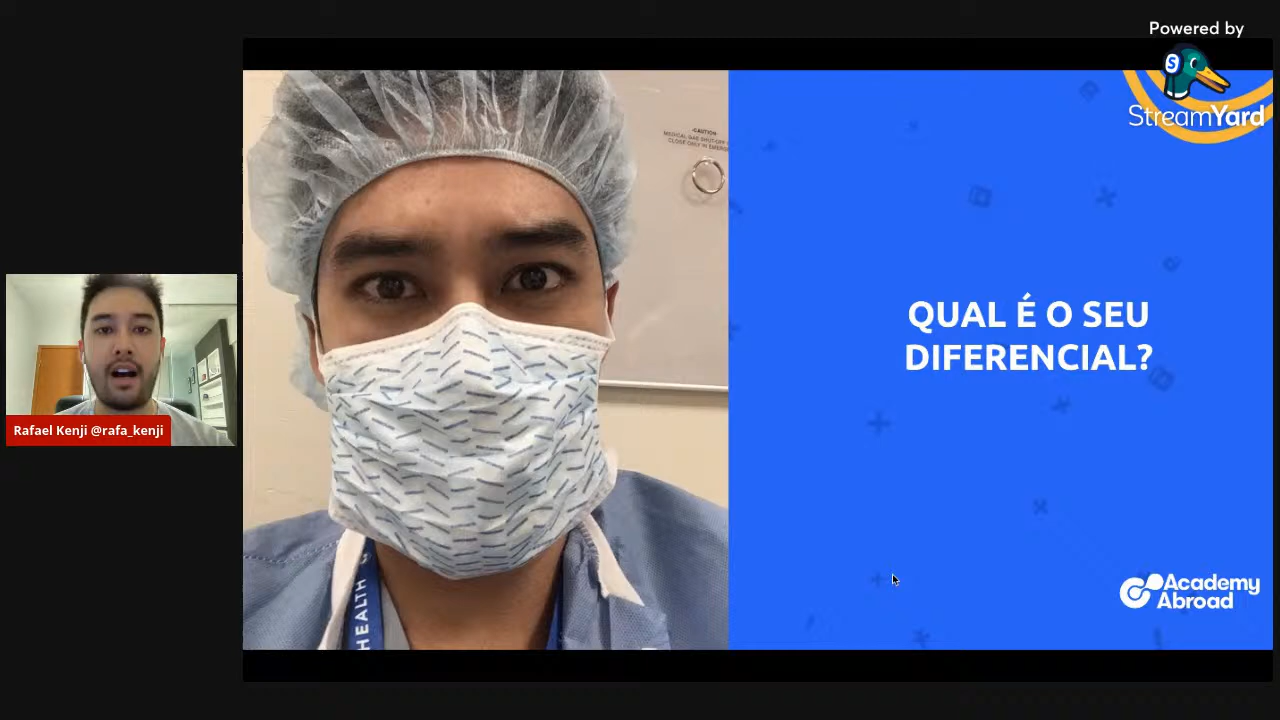 Powered by
StreamYard
-CAUTION-
MEDICAL GAS SHUT-OFF
CLOSE ONLY IN
QUAL É O SEU
DIFERENCIAL?
Rafael Kenji @rafa_kenji
HEALTH
Academy
Abroad